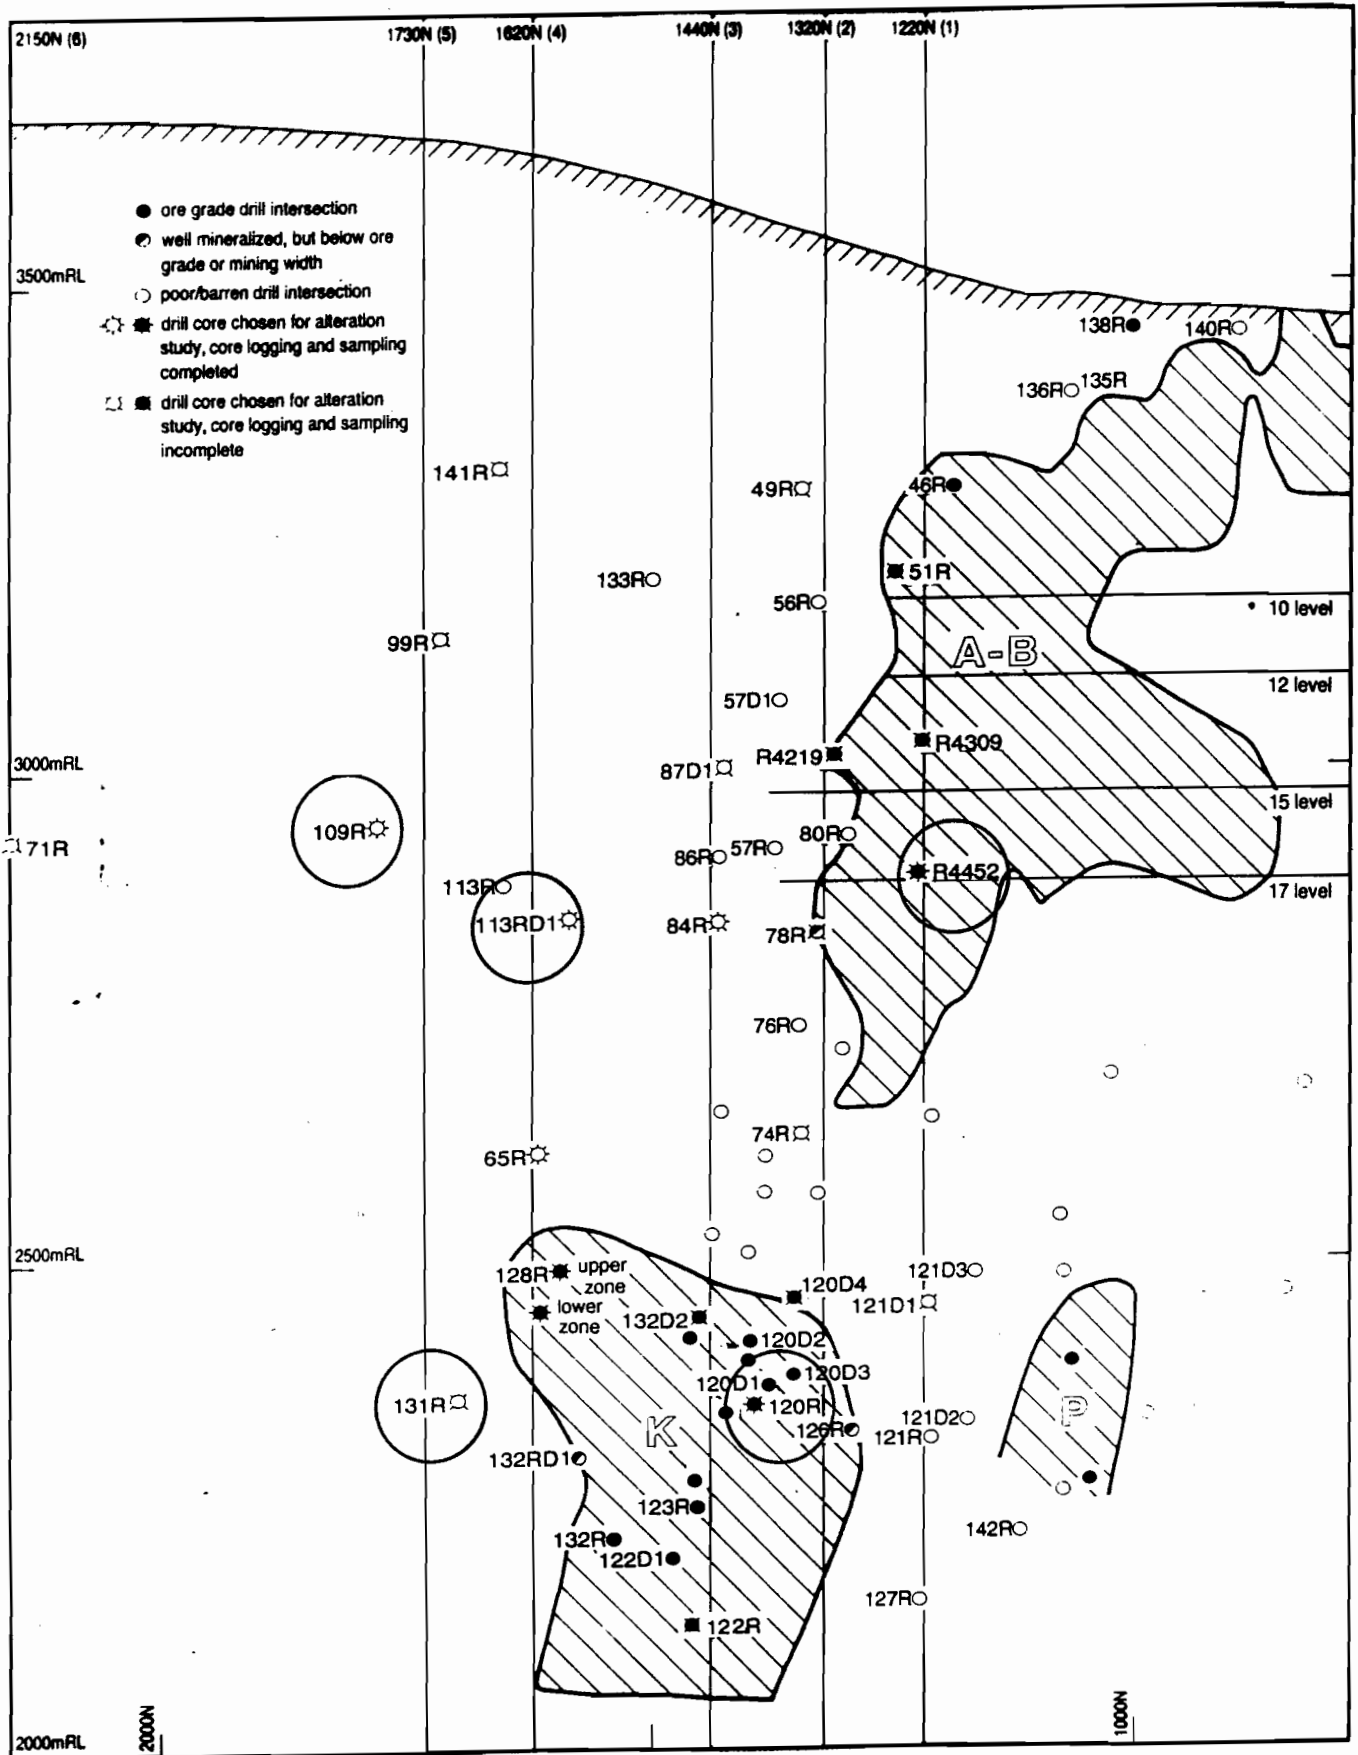 2150N (6)
1730N (5)
1620N (4)
1440N (3)
1320N (2)
1220N (1)
ore grade drill intersection
well mineralized, but below ore
grade or mining width
poor/barren drill intersection
drill core chosen for alteration
study, core logging and sampling
completed
drill core chosen for alteration
study, core logging and sampling
incomplete
3500mRL
138R
140R
136R
135R
141R
49R
46R
133R
51R
56R
10 level
99R
A-B
12 level
57D1
R4309
R4219
3000mRL
87D1
15 level
109R
80R
71R
57R
86R
R4452
113R
17 level
113RD1
84R
78R
76R
74R
65R
2500mRL
128R
upper
zone
121D3
120D4
121D1
lower
zone
132D2
120D2
120D3
120D1
131R
120R
P
121D2
K
126R
121R
132RD1
123R
142R
132R
122D1
127R
122R
2000N
1000N
2000mRL